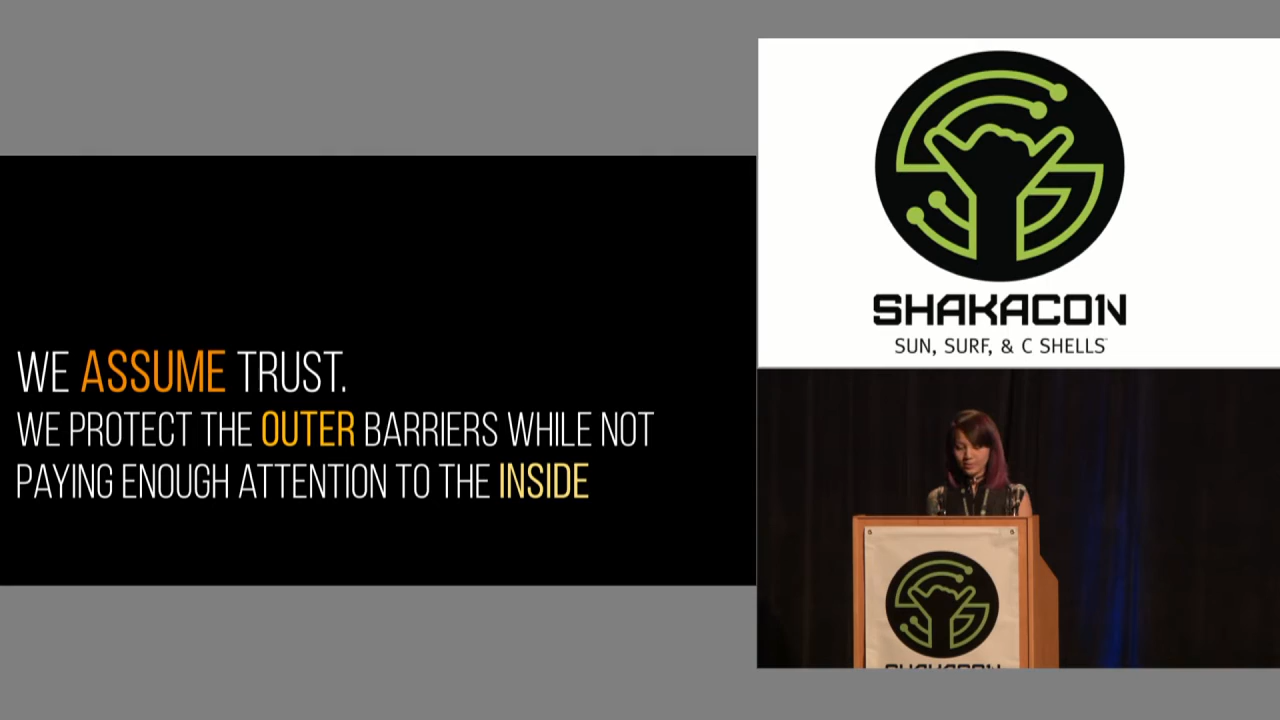 WE ASSUME TRUST.
WE PROTECT THE OUTER BARRIERS WHILE NOT
PAYING ENOUGH ATTENTION TO THE INSIDE
SHAKACON
SUN, SURF, & C SHELLS
SHAKACON